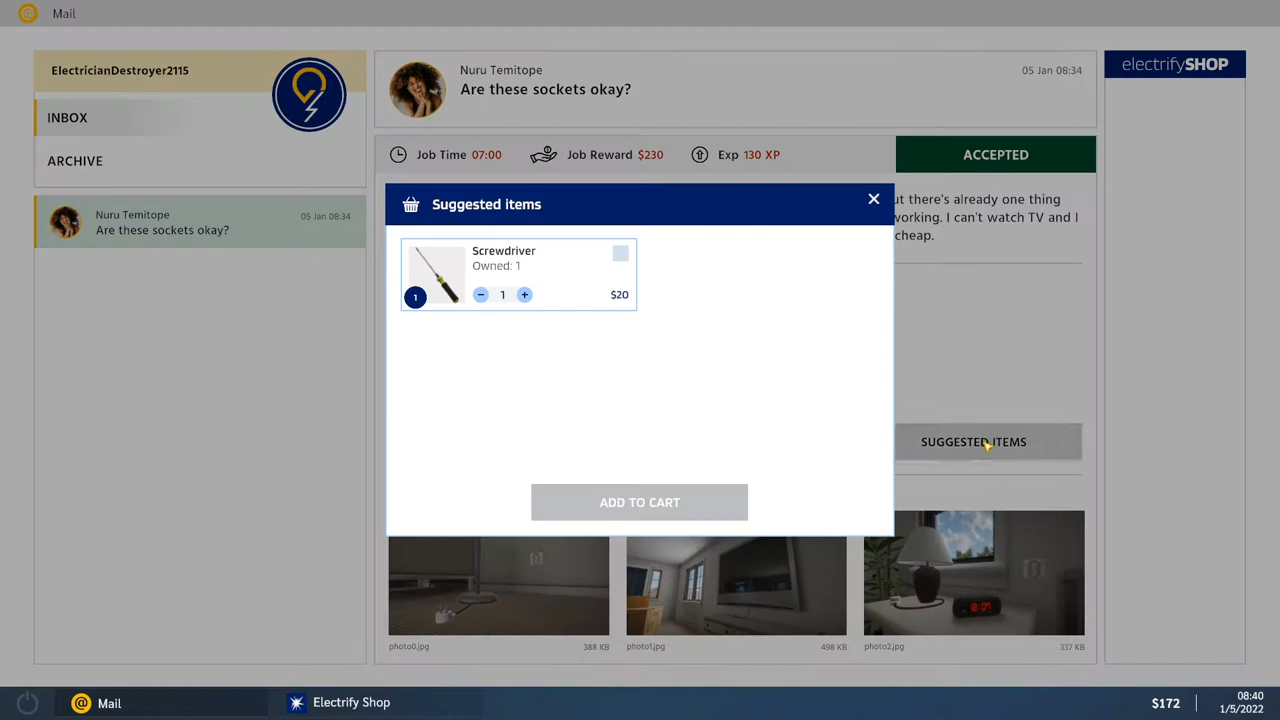 Mail
ElectricianDestroyer2115
INBOX
ARCHIVE
Nuru Temitope
05 Jan 08:34
Are these sockets okay?
Nuru Temitope
05 Jan 08:34
Are these sockets okay?
electrifySHOP
Job Time 07:00
Job Reward $230
Exp 130 XP
ACCEPTED
ut there's already one thing
working. I can't watch TV and I
cheap.
Suggested items
Screwdriver
Owned: 1
1
1
$20
SUGGESTED ITEMS
ADD TO CART
18:07
photo0.jpg
388 KB
photo1.jpg
498 KB
photo2.jpg
337 KB
Mail
Electrify Shop
$172
08:40
1/5/2022